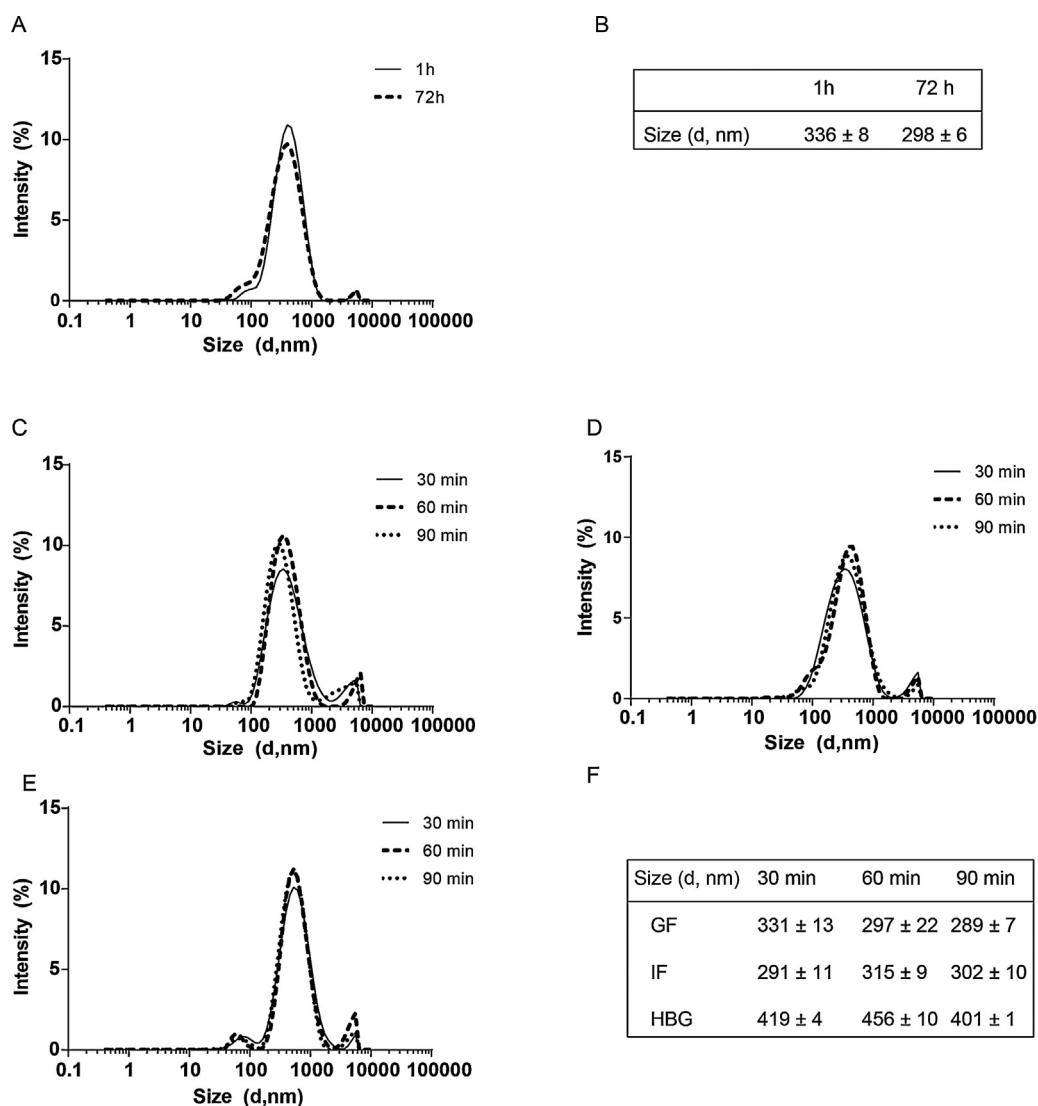 A
15
10
5
0
Intensity (%)
1h
72h
0.1 1 10 100 1000 10000 100000
Size (d,nm)
B
1h 72 h
Size (d, nm) 336 ± 8 298 ± 6
C
15
10
5
0
Intensity (%)
30 min
60 min
90 min
0.1 1 10 100 1000 10000 100000
Size (d,nm)
D
15
10
5
0
Intensity (%)
30 min
60 min
90 min
0.1 1 10 100 1000 10000 100000
Size (d,nm)
E
15
10
5
0
Intensity (%)
30 min
60 min
90 min
0.1 1 10 100 1000 10000 100000
Size (d,nm)
F
Size (d, nm) 30 min 60 min 90 min
GF 331 ± 13 297 ± 22 289 ± 7
IF 291 ± 11 315 ± 9 302 ± 10
HBG 419 ± 4 456 ± 10 401 ± 1